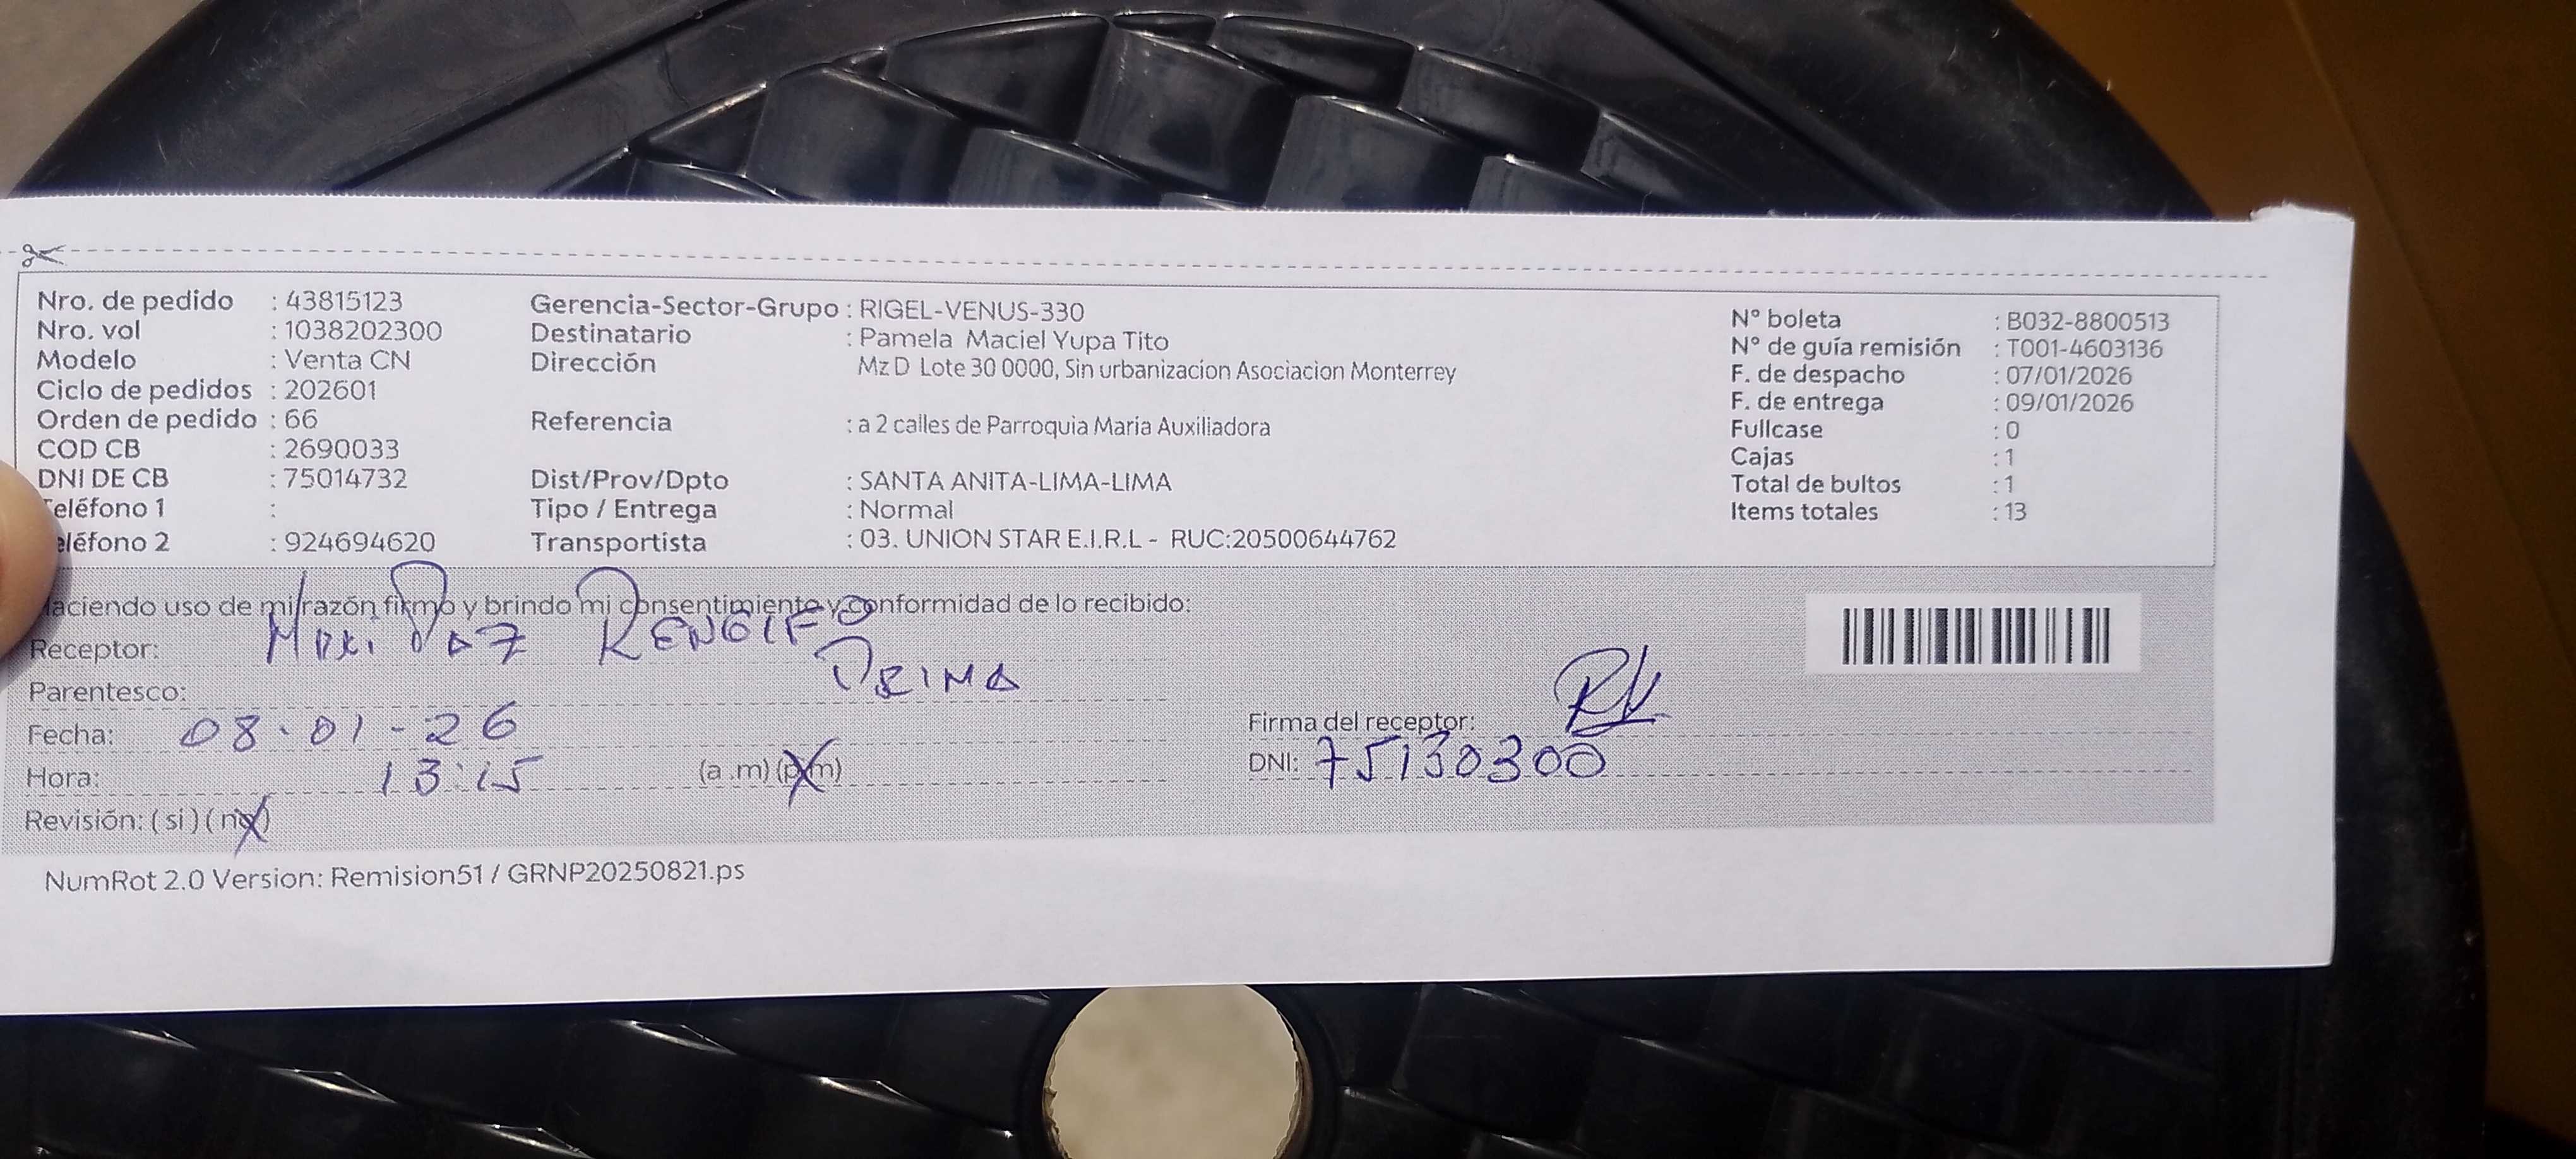 Nro. de pedido : 43815123
Nro. vol : 1038202300
Modelo : Venta CN
Ciclo de pedidos : 202601
Orden de pedido : 66
COD CB : 2690033
DNI DE CB : 75014732
Teléfono 1 :
eléfono 2 : 924694620
Gerencia-Sector-Grupo : RIGEL-VENUS-330
Destinatario : Pamela Maciel Yupa Tito
Dirección Mz D Lote 30 0000, Sin urbanizacion Asociacion Monterrey
Referencia : a 2 calles de Parroquia Maria Auxiliadora
Dist/Prov/Dpto : SANTA ANITA-LIMA-LIMA
Tipo / Entrega : Normal
Transportista : 03. UNION STAR E.I.R.L - RUC:20500644762
N° boleta : B032-8800513
N° de guía remisión : T001-4603136
F. de despacho : 07/01/2026
F. de entrega : 09/01/2026
Fullcase : 0
Cajas : 1
Total de bultos : 1
Items totales : 13
Haciendo uso de mi razón firmo y brindo mi consentimiento y conformidad de lo recibido:
Receptor: RENGIFO
PRIMA
Parentesco:
Fecha: 08-01-26
Hora: 13:15 (a .m) (p.m)
Revisión: ( si ) ( no )
Firma del receptor:
DNI: 75130300
NumRot 2.0 Version: Remision51 / GRNP20250821.ps